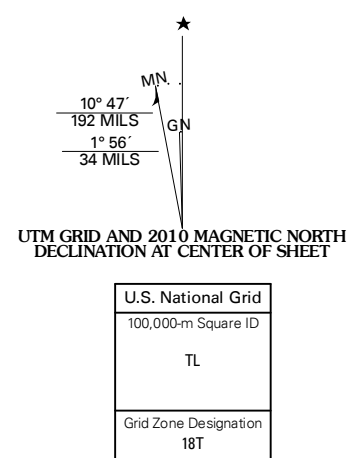 ★
MN
10° 47´
192 MILS
GN
1° 56´
34 MILS
UTM GRID AND 2010 MAGNETIC NORTH
DECLINATION AT CENTER OF SHEET
U.S. National Grid
100,000-m Square ID
TL
Grid Zone Designation
18T